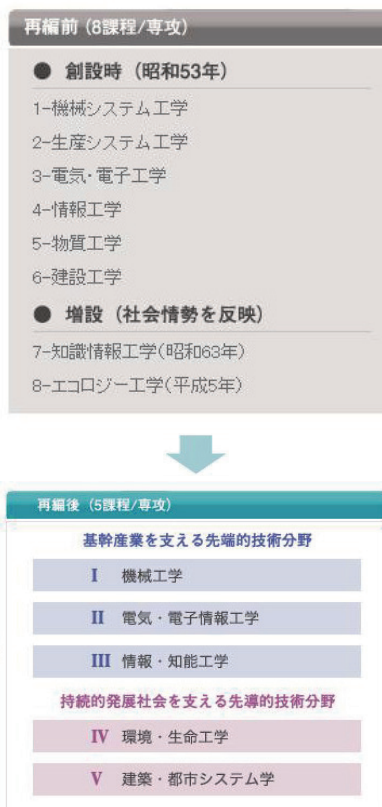 再編前（8課程/専攻）
● 創設時（昭和53年）
1-機械システム工学
2-生産システム工学
3-電気・電子工学
4-情報工学
5-物質工学
6-建設工学
● 増設（社会情勢を反映）
7-知識情報工学(昭和63年)
8-エコロジー工学(平成5年)
再編後（5課程/専攻）
基幹産業を支える先端的技術分野
I 機械工学
II 電気・電子情報工学
III 情報・知能工学
持続的発展社会を支える先導的技術分野
IV 環境・生命工学
V 建築・都市システム学